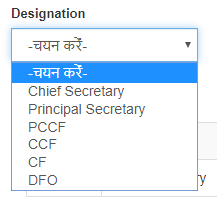 Designation
-चयन करें-
-चयन करें-
Chief Secretary
Principal Secretary
PCCF
CCF
CF
DFO